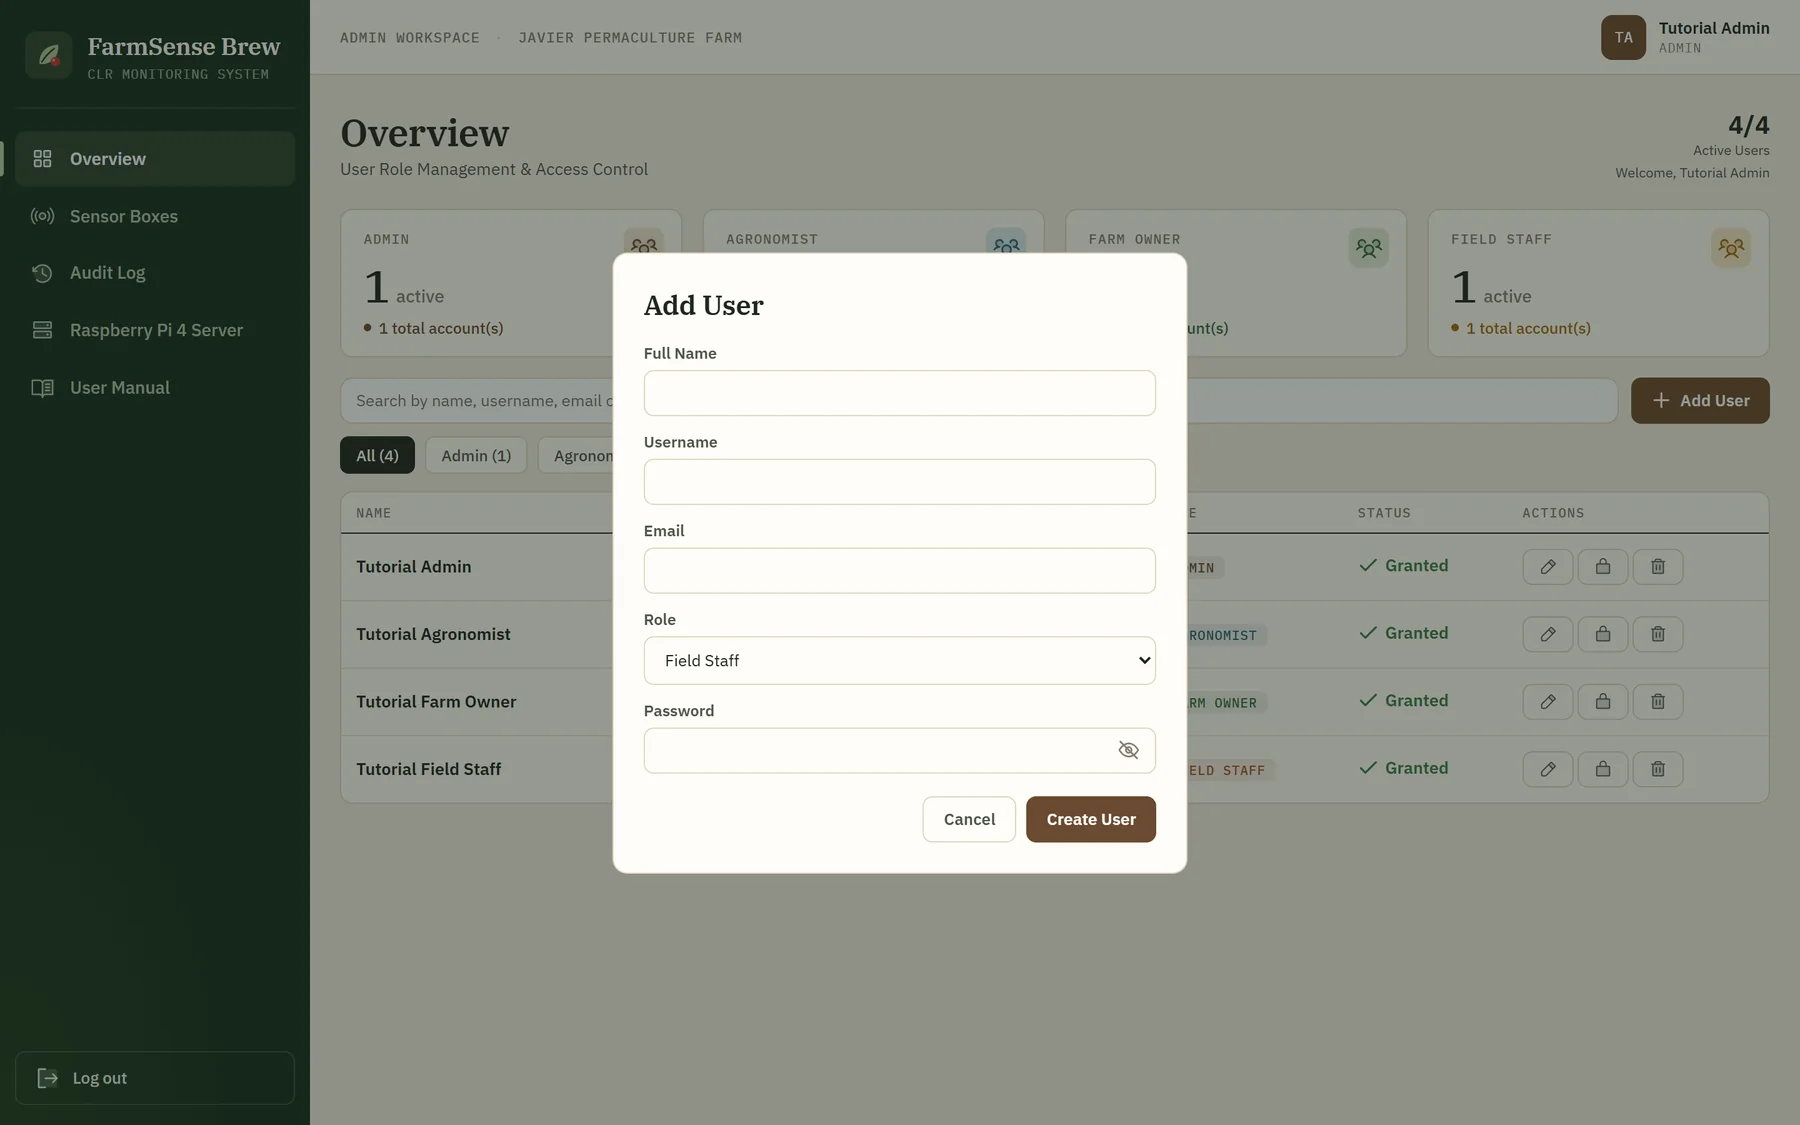 FarmSense Brew
CLR MONITORING SYSTEM
Overview
Sensor Boxes
Audit Log
Raspberry Pi 4 Server
User Manual
Log out
ADMIN WORKSPACE · JAVIER PERMACULTURE FARM
TA
Tutorial Admin
ADMIN
Overview
User Role Management & Access Control
4/4
Active Users
Welcome, Tutorial Admin
ADMIN
1 active
1 total account(s)
AGRONOMIST
FARM OWNER
unt(s)
FIELD STAFF
1 active
1 total account(s)
Search by name, username, email
Add User
All (4)
Admin (1)
Agronom
NAME
E
STATUS
ACTIONS
Tutorial Admin
MIN
Granted
Tutorial Agronomist
RONOMIST
Granted
Tutorial Farm Owner
RM OWNER
Granted
Tutorial Field Staff
ELD STAFF
Granted
Add User
Full Name
Username
Email
Role
Field Staff
Password
Cancel
Create User